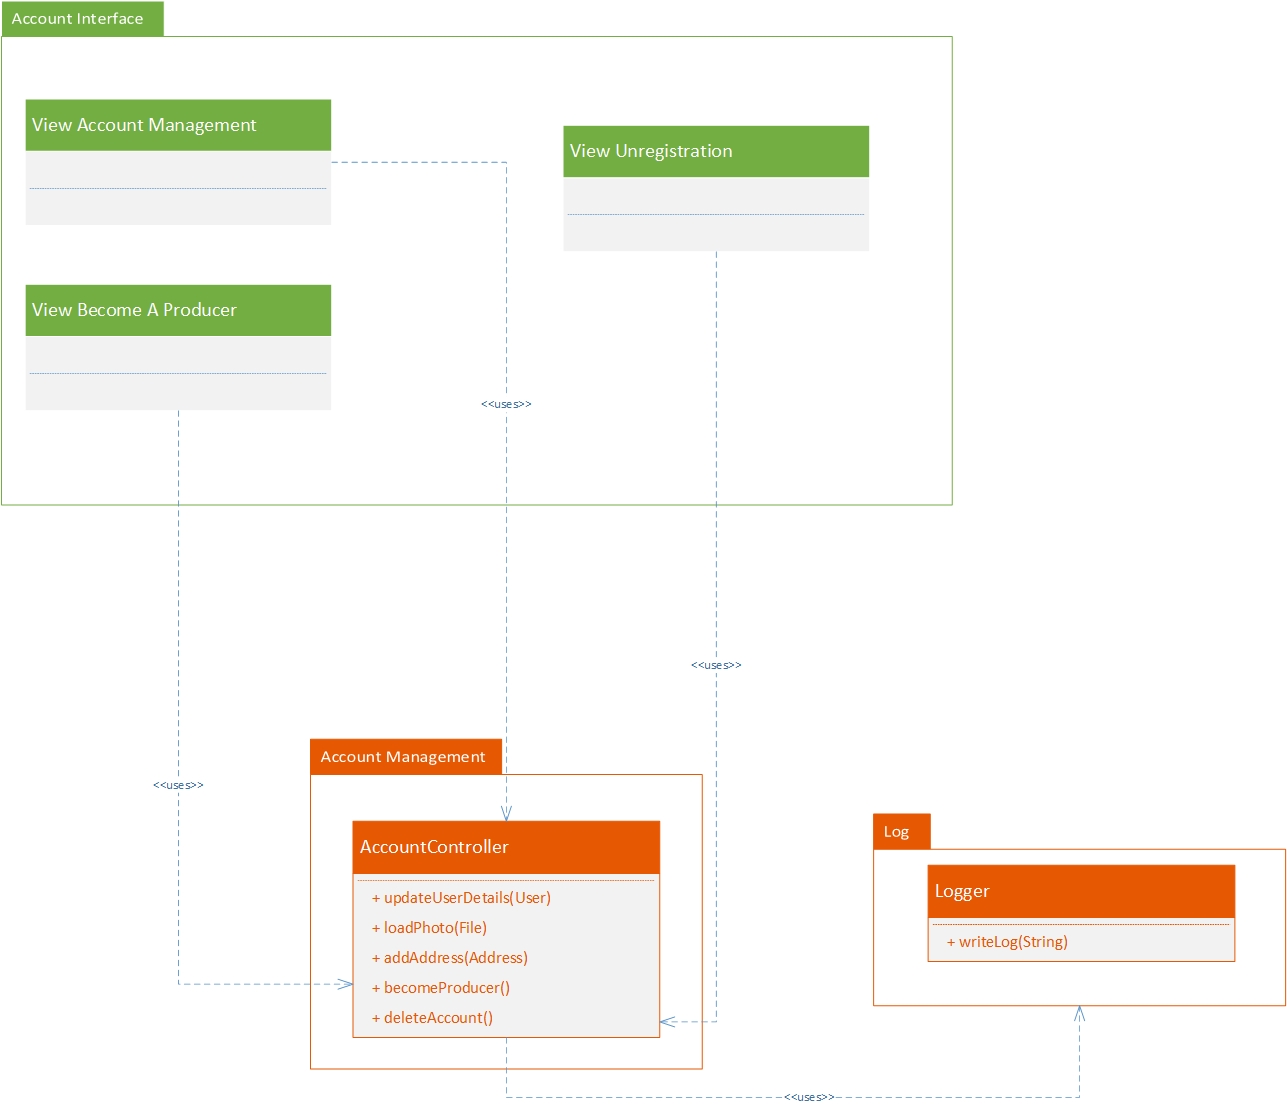 Account Interface
View Account Management
View Unregistration
View Become A Producer
<<uses>>
<<uses>>
Account Management
<<uses>>
Log
AccountController
+ updateUserDetails(User)
+ loadPhoto(File)
+ addAddress(Address)
+ becomeProducer()
+ deleteAccount()
Logger
+ writeLog(String)
<<uses>>